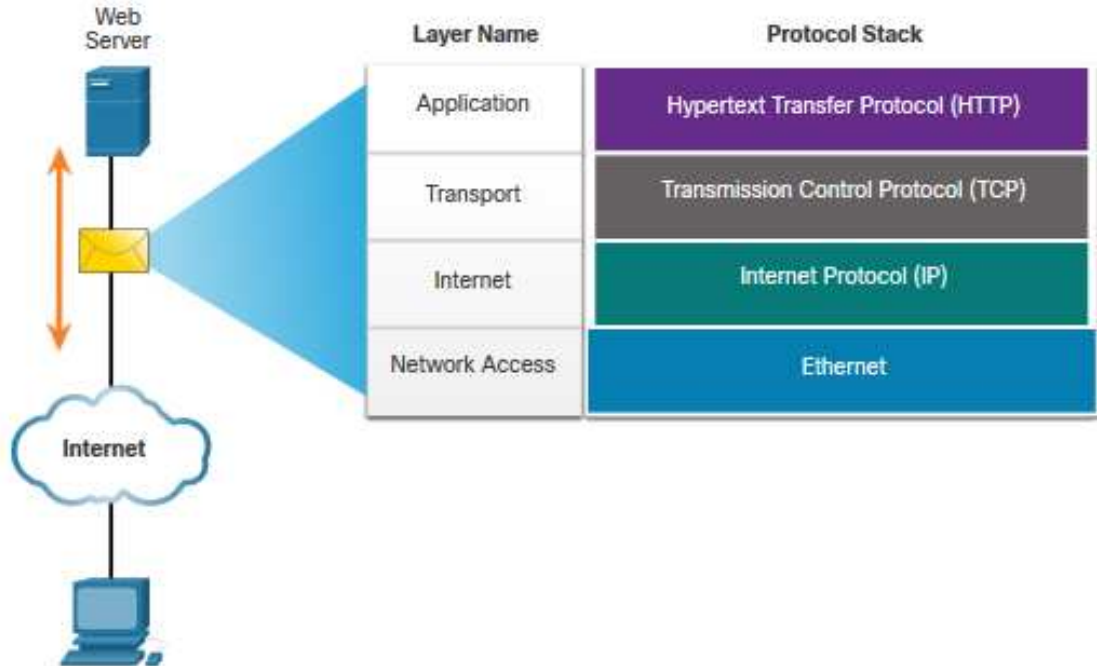 Web
Server
Layer Name
Protocol Stack
Application
Hypertext Transfer Protocol (HTTP)
Transport
Transmission Control Protocol (TCP)
Internet
Internet Protocol (IP)
Network Access
Ethernet
Internet